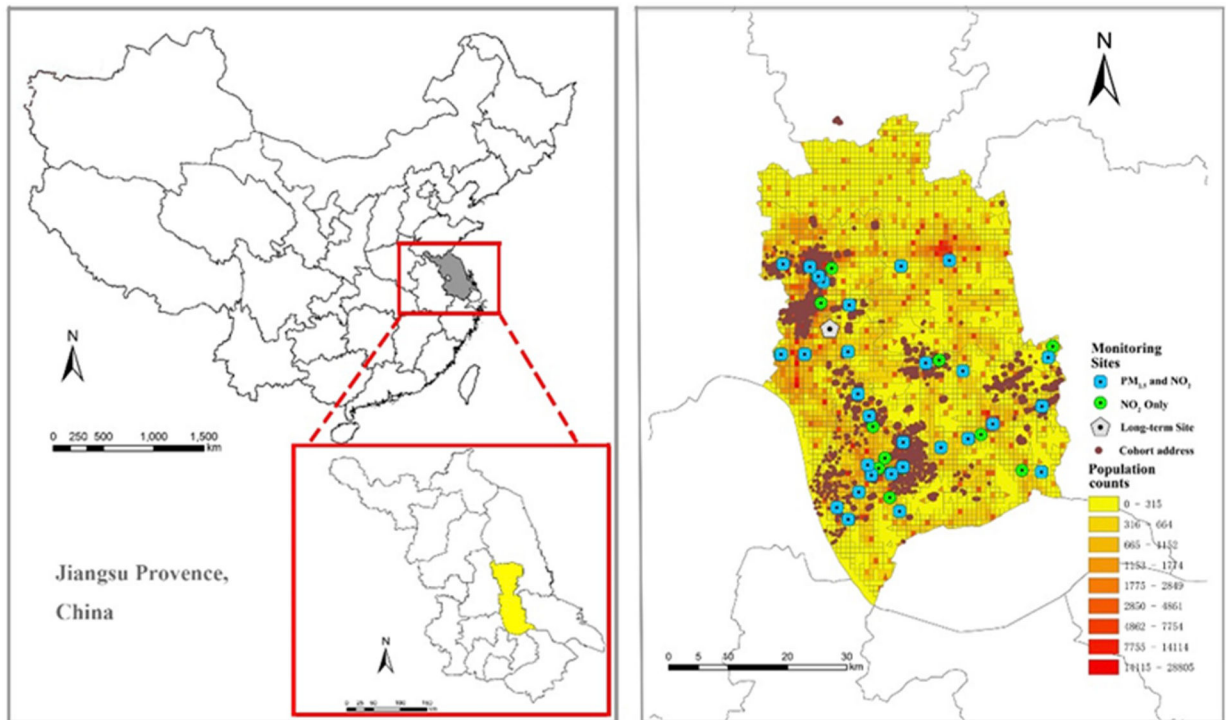 N
0 250 500 1,000 1,500
km
Jiangsu Provence,
China
N
km
N
Monitoring
Sites
PM2.5 and NO2
NO2 Only
Long-term Site
Cohort address
Population
counts
0 - 315
316 - 664
665 - 1152
1153 - 1774
1775 - 2849
2850 - 4861
4862 - 7754
7755 - 14114
14115 - 28805
0 5 10 20 30
km